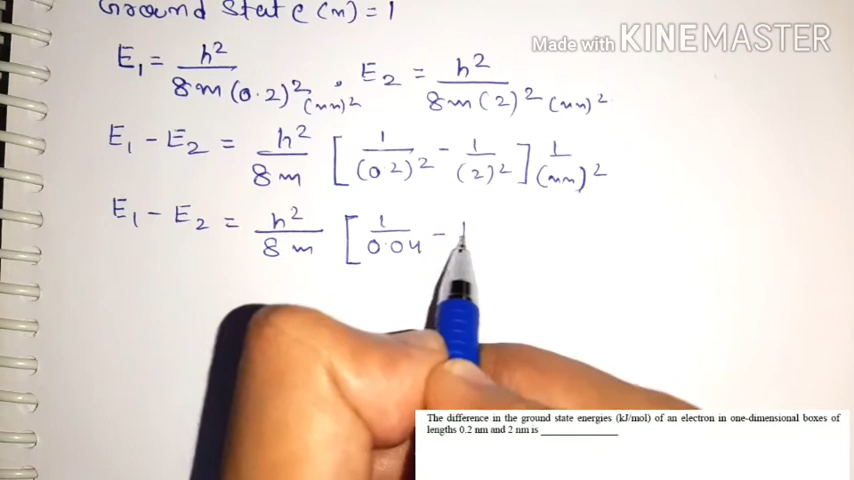 Ground State (n) = 1
Made with KINEMASTER
E₁ = h² / 8m(0.2)² (nm)² , E₂ = h² / 8m(2)² (nm)²
E₁ - E₂ = h² / 8m [ 1 / (0.2)² - 1 / (2)² ] 1 / (nm)²
E₁ - E₂ = h² / 8m [ 1 / 0.04 - 1
The difference in the ground state energies (kJ/mol) of an electron in one-dimensional boxes of
lengths 0.2 nm and 2 nm is ____________